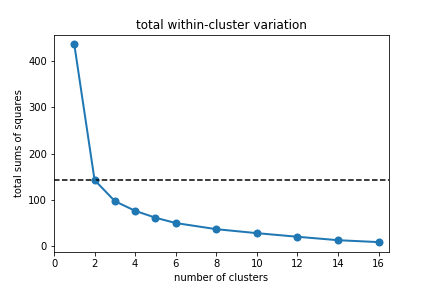 total within-cluster variation
total sums of squares
400
300
200
100
0
0 2 4 6 8 10 12 14 16
number of clusters